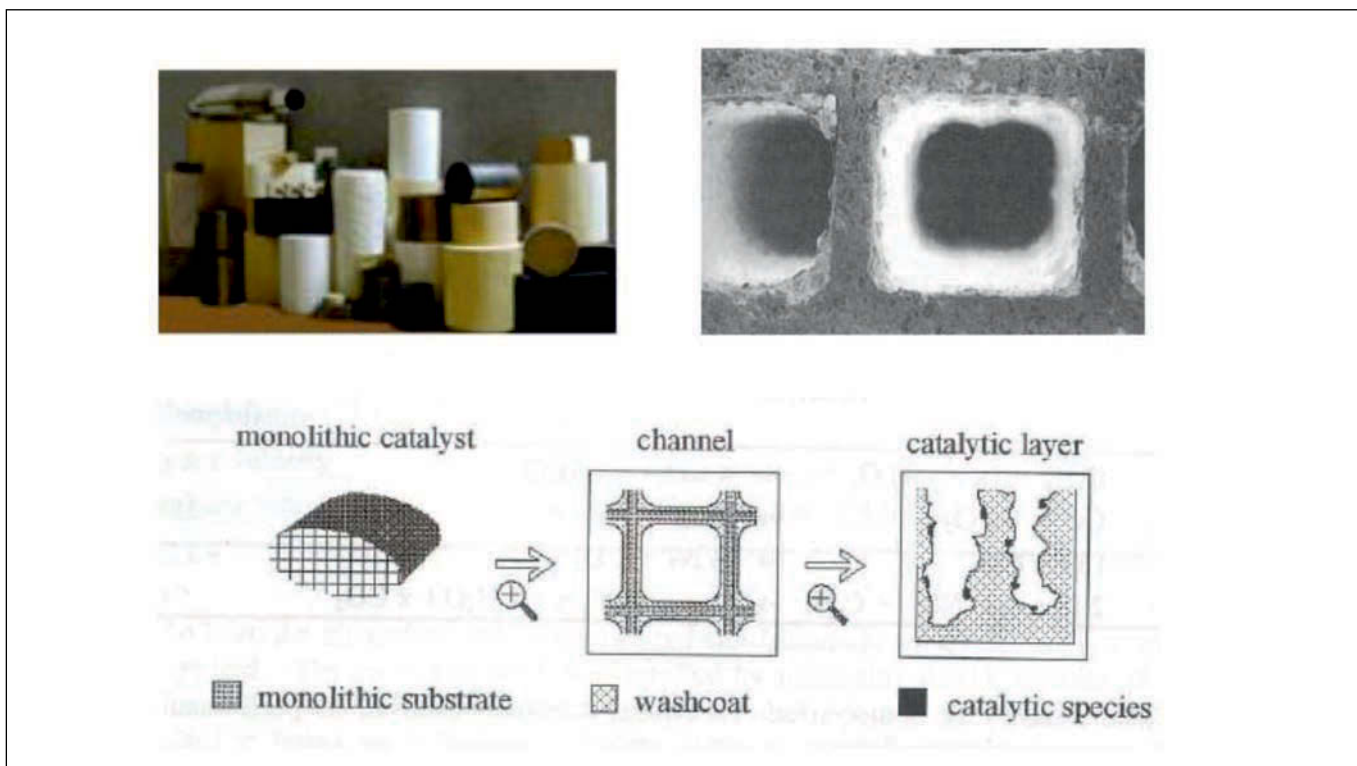 monolithic catalyst
channel
catalytic layer
monolithic substrate
washcoat
catalytic species